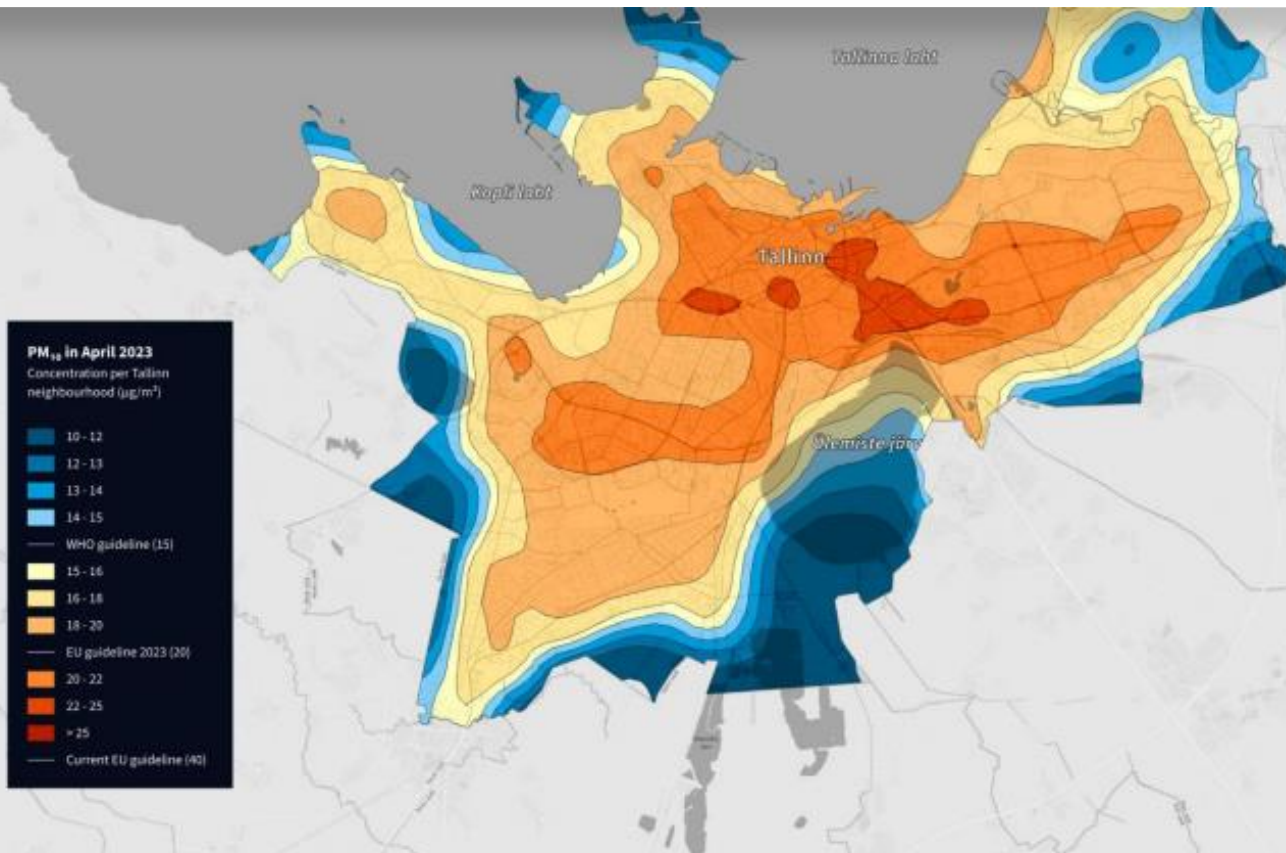 Tallinna laht
Kopli laht
Tallinn
Ülemiste järv
PM₁₀ in April 2023
Concentration per Tallinn
neighbourhood (µg/m³)
10 - 12
12 - 13
13 - 14
14 - 15
WHO guideline (15)
15 - 16
16 - 18
18 - 20
EU guideline 2023 (20)
20 - 22
22 - 25
> 25
Current EU guideline (40)